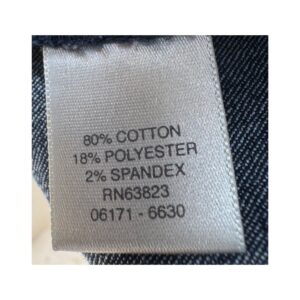 80% COTTON
18% POLYESTER
2% SPANDEX
RN63823
06171 - 6630